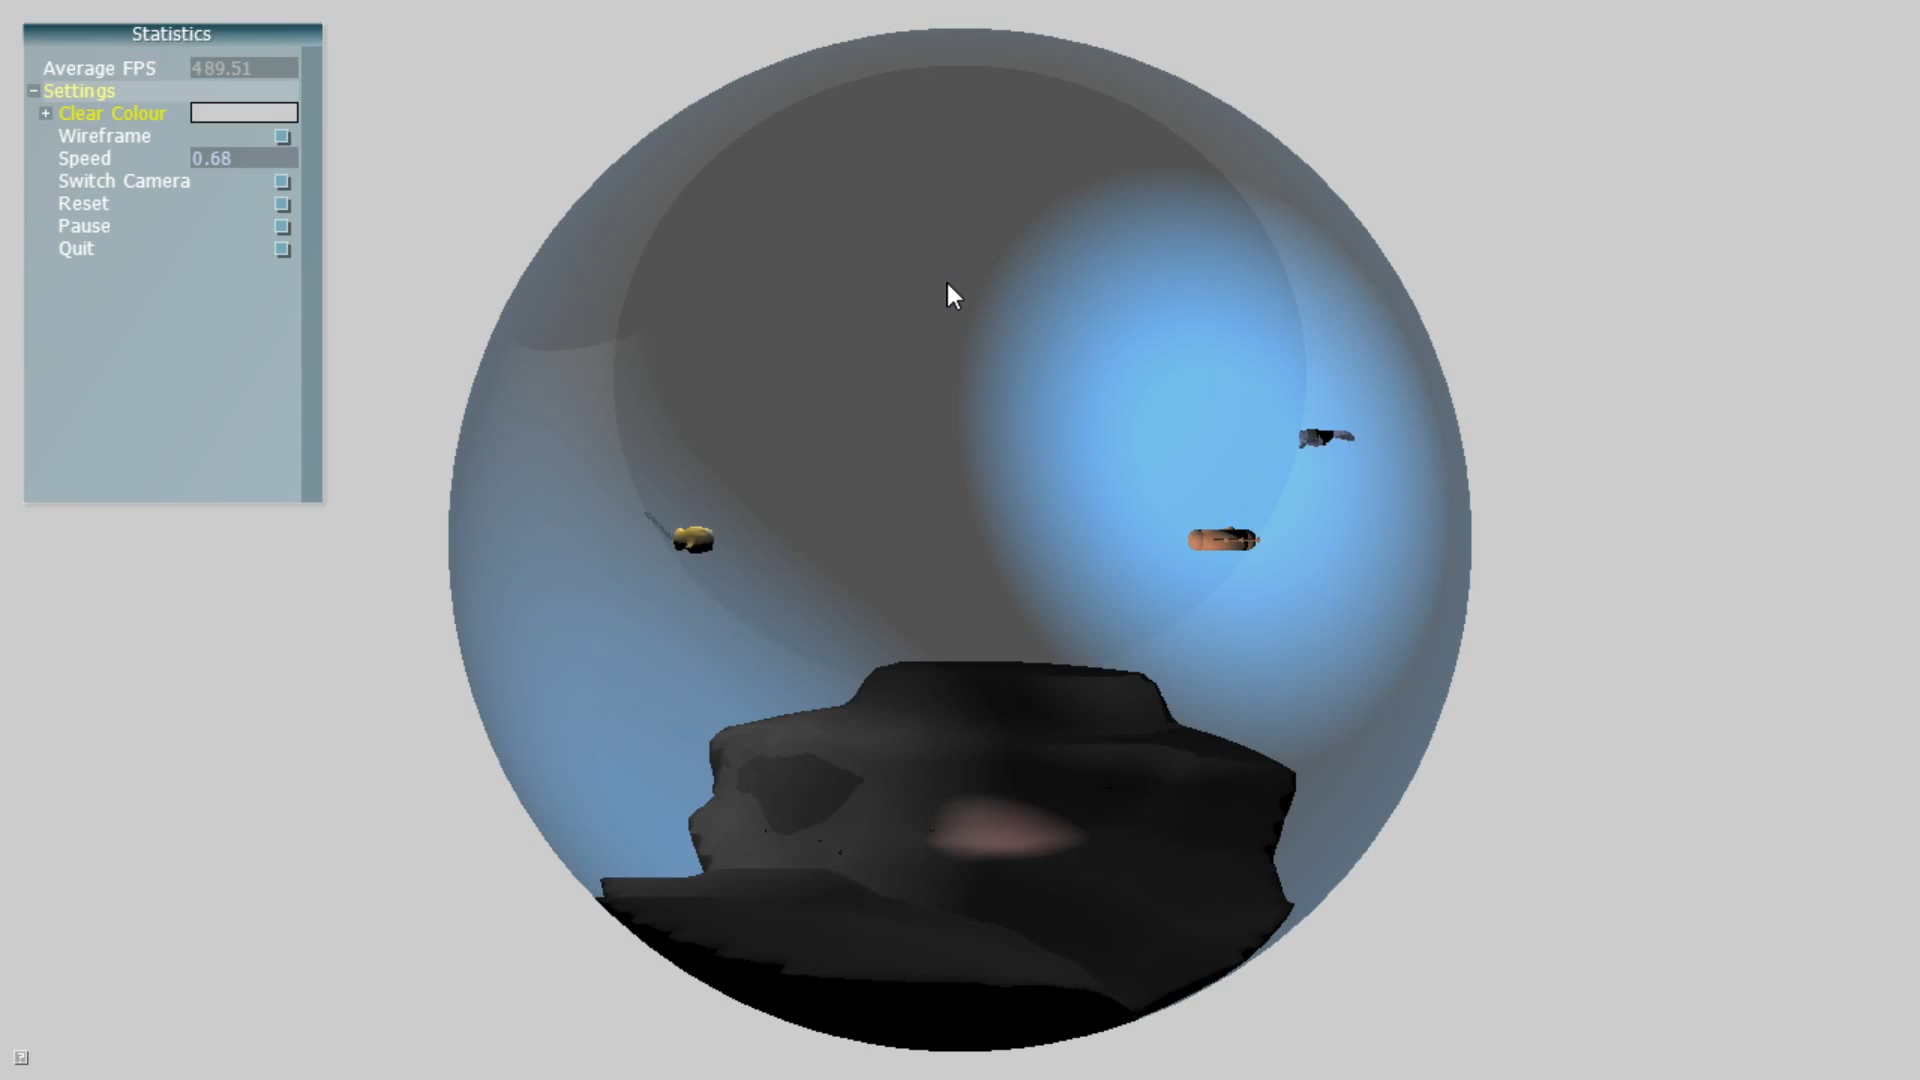 Statistics
Average FPS 489.51
Settings
Clear Colour
Wireframe
Speed 0.68
Switch Camera
Reset
Pause
Quit
?